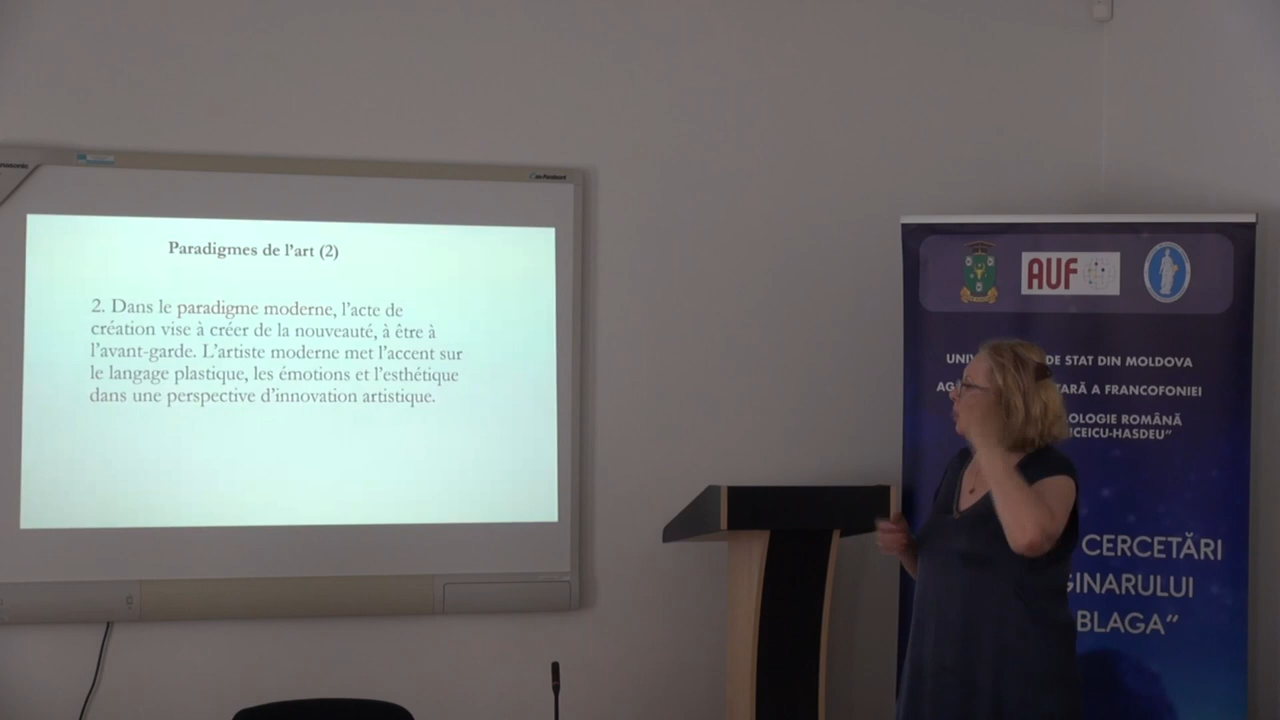 Paradigmes de l'art (2)
2. Dans le paradigme moderne, l'acte de
création vise à créer de la nouveauté, à être à
l'avant-garde. L'artiste moderne met l'accent sur
le langage plastique, les émotions et l'esthétique
dans une perspective d'innovation artistique.
AUF
DE STAT DIN MOLDOVA
A FRANCOFONIEI
ROMÂNĂ
CERCETĂRI
BLAGA"